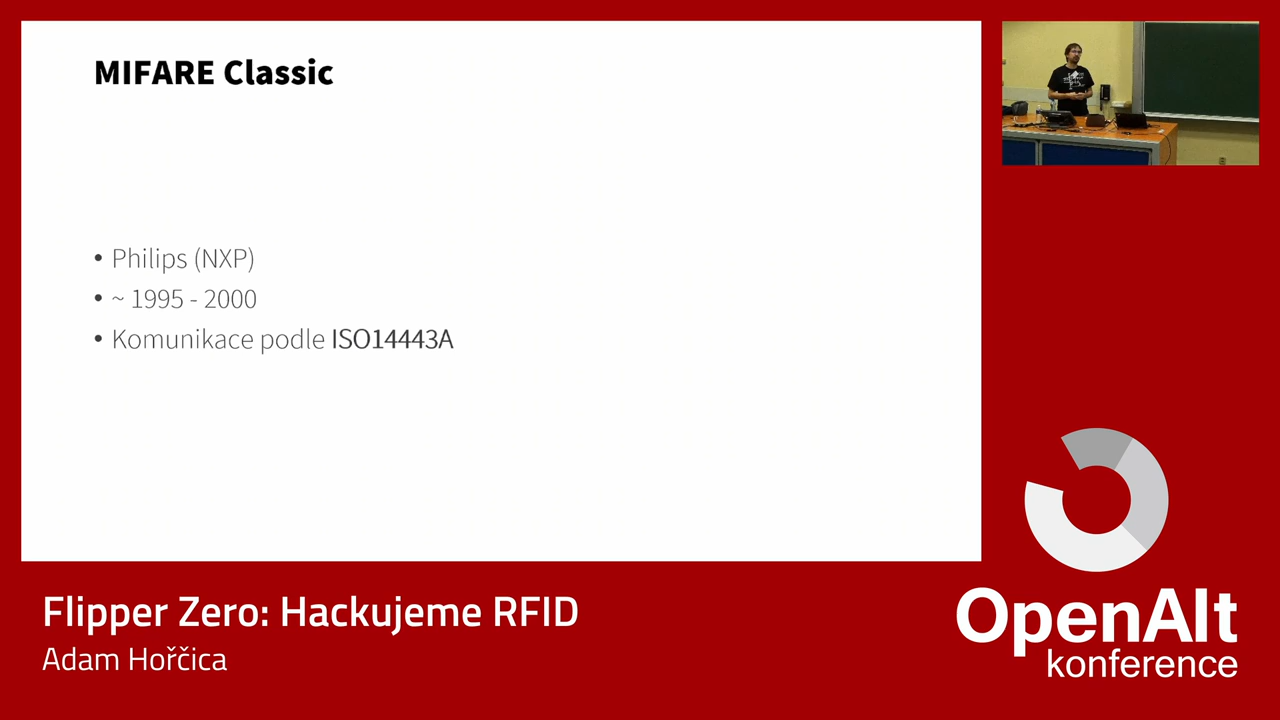 MIFARE Classic
• Philips (NXP)
• ~ 1995 - 2000
• Komunikace podle ISO14443A
Flipper Zero: Hackujeme RFID
Adam Hořčica
OpenAlt
konference